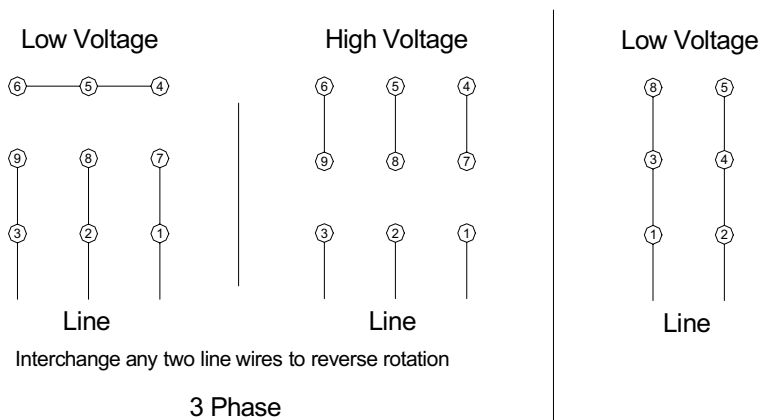 Low Voltage
6 5 4
9 8 7
3 2 1
Line
High Voltage
6 5 4
9 8 7
3 2 1
Line
Interchange any two line wires to reverse rotation
3 Phase
Low Voltage
8 5
3 4
1 2
Line